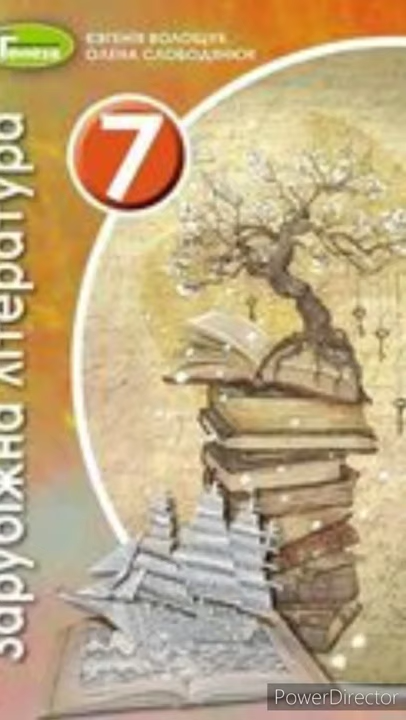 Генеза
ЄВГЕНІЯ ВОЛОЩУК
ОЛЕНА СЛОБОДЯНЮК
7
зарубіжна література
PowerDirector